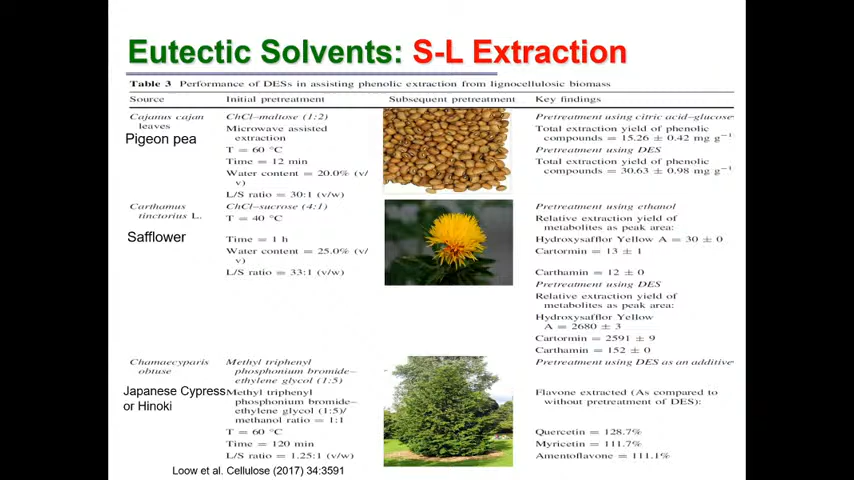 Eutectic Solvents: S-L Extraction
Table 3 Performance of DESs in assisting phenolic extraction from lignocellulosic biomass
Source Initial pretreatment Subsequent pretreatment Key findings
Cajanus cajan
leaves
Pigeon pea
ChCl–maltose (1:2)
Microwave assisted
extraction
T = 60 °C
Time = 12 min
Water content = 20.0% (v/
v)
L/S ratio = 30:1 (v/w)
Pretreatment using citric acid–glucose
Total extraction yield of phenolic
compounds = 15.26 ± 0.42 mg g⁻¹
Pretreatment using DES
Total extraction yield of phenolic
compounds = 30.63 ± 0.98 mg g⁻¹
Carthamus
tinctorius L.
Safflower
ChCl–sucrose (4:1)
T = 40 °C
Time = 1 h
Water content = 25.0% (v/
v)
L/S ratio = 33:1 (v/w)
Pretreatment using ethanol
Relative extraction yield of
metabolites as peak area:
Hydroxysafflor Yellow A = 30 ± 0
Cartormin = 13 ± 1
Carthamin = 12 ± 0
Pretreatment using DES
Relative extraction yield of
metabolites as peak area:
Hydroxysafflor Yellow
A = 2680 ± 3
Cartormin = 2591 ± 9
Carthamin = 152 ± 0
Chamaecyparis
obtuse
Japanese Cypress
or Hinoki
Methyl triphenyl
phosphonium bromide–
ethylene glycol (1:5)
Methyl triphenyl
phosphonium bromide–
ethylene glycol (1:5)/
methanol ratio = 1:1
T = 60 °C
Time = 120 min
L/S ratio = 1.25:1 (v/w)
Pretreatment using DES as an additive
Flavone extracted (As compared to
without pretreatment of DES):
Quercetin = 128.7%
Myricetin = 111.7%
Amentoflavone = 111.1%
Loow et al. Cellulose (2017) 34:3591